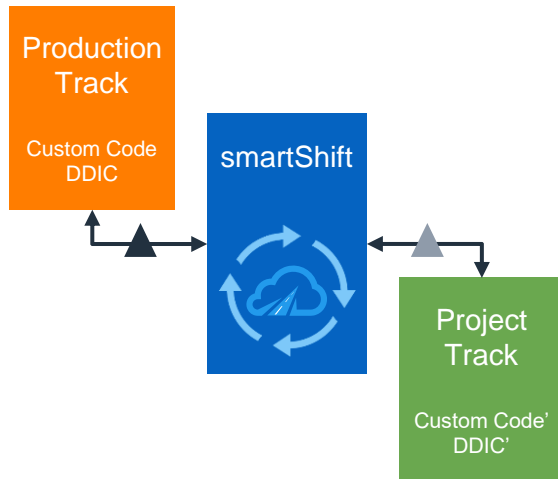 Production
Track
Custom Code
DDIC
smartShift
Project
Track
Custom Code'
DDIC'